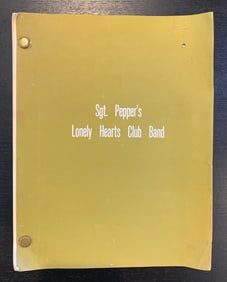 Sgt. Pepper's
Lonely Hearts Club Band